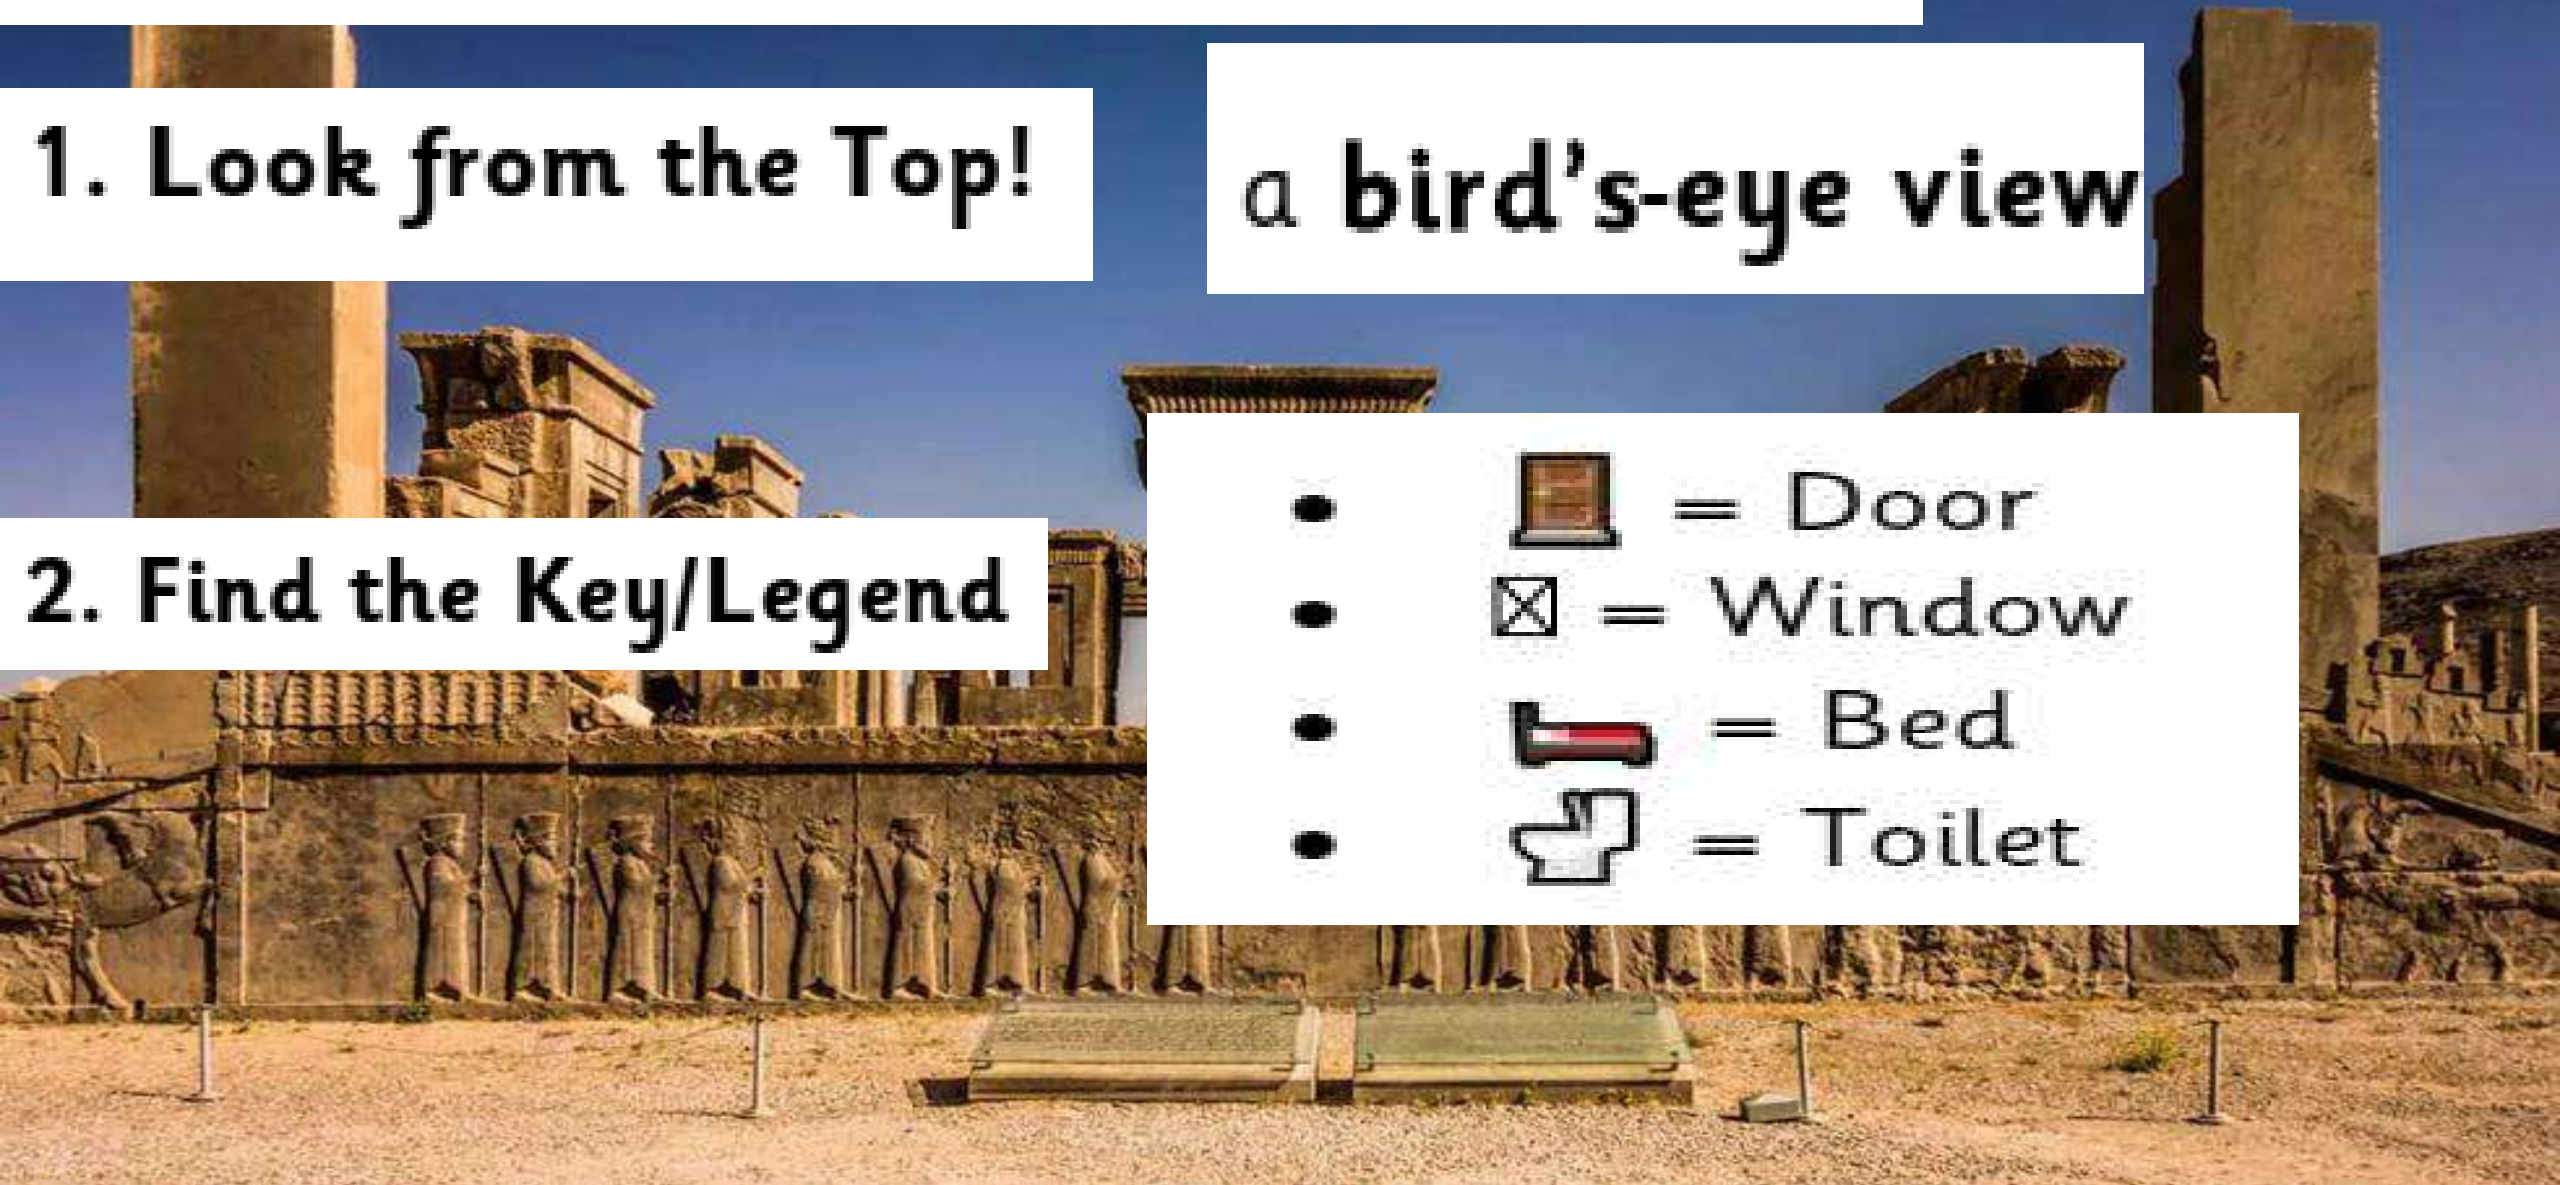 1. Look from the Top!
a bird's-eye view
2. Find the Key/Legend
• = Door
• = Window
• = Bed
• = Toilet